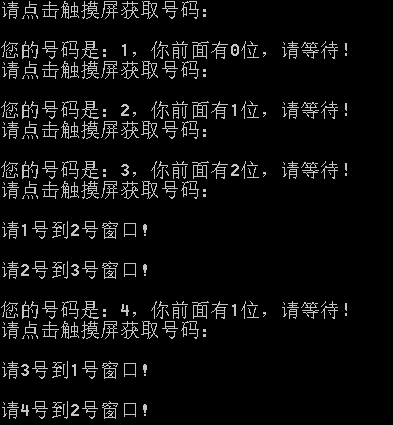 请点击触摸屏获取号码:
您的号码是: 1, 你前面有0位, 请等待!
请点击触摸屏获取号码:
您的号码是: 2, 你前面有1位, 请等待!
请点击触摸屏获取号码:
您的号码是: 3, 你前面有2位, 请等待!
请点击触摸屏获取号码:
请1号到2号窗口!
请2号到3号窗口!
您的号码是: 4, 你前面有1位, 请等待!
请点击触摸屏获取号码:
请3号到1号窗口!
请4号到2号窗口!